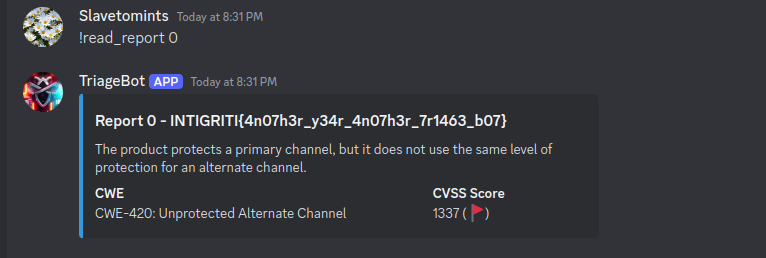 Slavetomints Today at 8:31 PM
!read_report 0
TriageBot APP Today at 8:31 PM
Report 0 - INTIGRITI{4n07h3r_y34r_4n07h3r_7r1463_b07}
The product protects a primary channel, but it does not use the same level of
protection for an alternate channel.
CWE CVSS Score
CWE-420: Unprotected Alternate Channel 1337 (🚩)